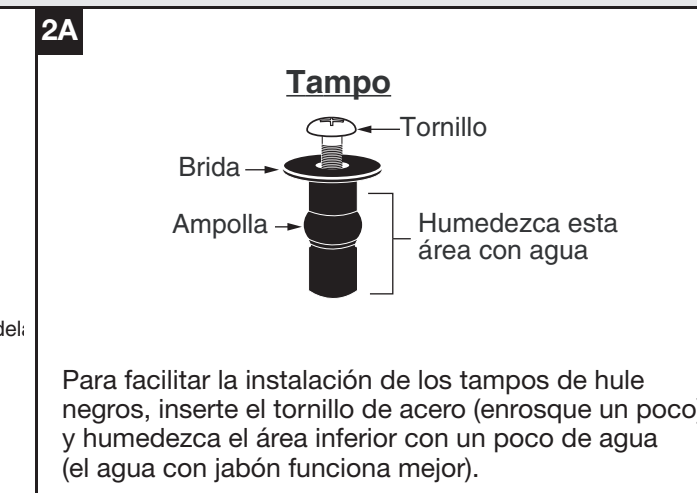 2A
Tampo
Tornillo
Brida
Ampolla
Humedezca esta
área con agua
Para facilitar la instalación de los tampos de hule
negros, inserte el tornillo de acero (enrosque un poco)
y humedezca el área inferior con un poco de agua
(el agua con jabón funciona mejor).